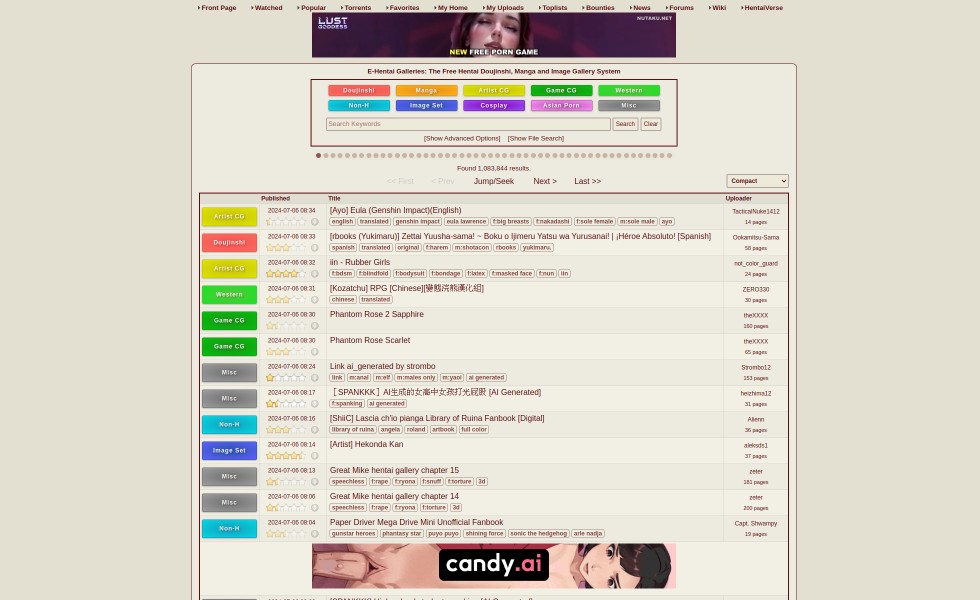 Front Page Watched Popular Torrents Favorites My Home My Uploads Toplists Bounties News Forums Wiki HentaiVerse
LUST GODDESS NUTAKU.NET
NEW FREE PORN GAME
E-Hentai Galleries: The Free Hentai Doujinshi, Manga and Image Gallery System
Doujinshi Manga Artist CG Game CG Western
Non-H Image Set Cosplay Asian Porn Misc
Search Keywords Search Clear
[Show Advanced Options] [Show File Search]
Found 1,083,844 results.
<< First < Prev Jump/Seek Next > Last >> Compact
Published Title Uploader
Artist CG 2024-07-06 08:34 [Ayo] Eula (Genshin Impact)(English) TacticalNuke1412
english translated genshin impact eula lawrence f:big breasts f:nakadashi f:sole female m:sole male ayo 14 pages
Doujinshi 2024-07-06 08:33 [rbooks (Yukimaru)] Zettai Yuusha-sama! ~ Boku o Ijimeru Yatsu wa Yurusanai! | ¡Héroe Absoluto! [Spanish] Ookamitsu-Sama
spanish translated original f:harem m:shotacon rbooks yukimaru. 58 pages
Artist CG 2024-07-06 08:32 iin - Rubber Girls not_color_guard
f:bdsm f:blindfold f:bodysuit f:bondage f:latex f:masked face f:nun iin 24 pages
Western 2024-07-06 08:31 [Kozatchu] RPG [Chinese][變態浣熊漢化組] ZERO330
chinese translated 30 pages
Game CG 2024-07-06 08:30 Phantom Rose 2 Sapphire theXXXX
160 pages
Game CG 2024-07-06 08:30 Phantom Rose Scarlet theXXXX
65 pages
Misc 2024-07-06 08:24 Link ai_generated by strombo Strombo12
link m:anal m:elf m:males only m:yaoi ai generated 153 pages
Misc 2024-07-06 08:17 [SPANKKK] AI生成的女高中女孩打光屁股 [AI Generated] heizhima12
f:spanking ai generated 31 pages
Non-H 2024-07-06 08:16 [ShiiC] Lascia ch'io pianga Library of Ruina Fanbook [Digital] Alienn
library of ruina angela roland artbook full color 36 pages
Image Set 2024-07-06 08:14 [Artist] Hekonda Kan aleksds1
37 pages
Misc 2024-07-06 08:13 Great Mike hentai gallery chapter 15 zeter
speechless f:rape f:ryona f:snuff f:torture 3d 181 pages
Misc 2024-07-06 08:06 Great Mike hentai gallery chapter 14 zeter
speechless f:rape f:ryona f:torture 3d 200 pages
Non-H 2024-07-06 08:04 Paper Driver Mega Drive Mini Unofficial Fanbook Capt. Shwampy
gunstar heroes phantasy star puyo puyo shining force sonic the hedgehog arle nadja 19 pages
candy.ai